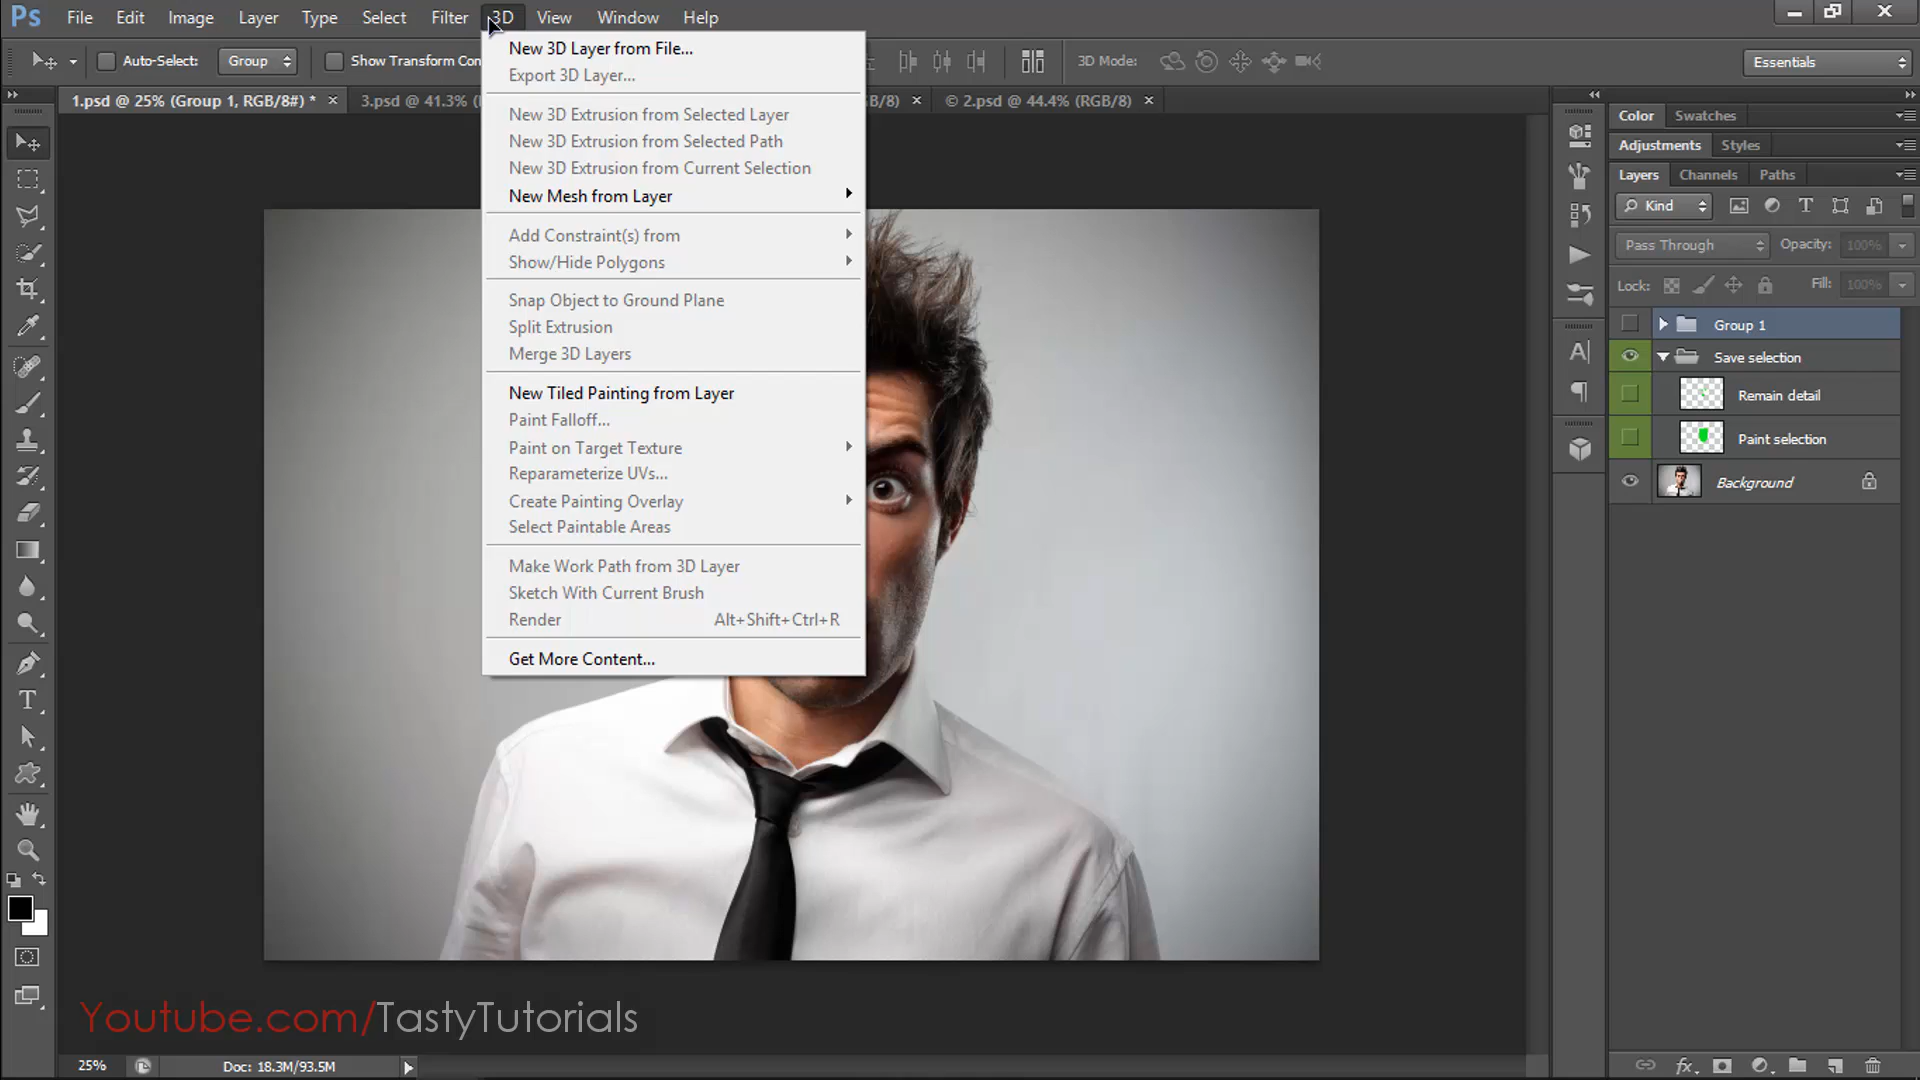 Ps File Edit Image Layer Type Select Filter 3D View Window Help
Auto-Select: Group Show Transform Con 3D Mode: Essentials
1.psd @ 25% (Group 1, RGB/8#) * × 3.psd @ 41.3% ( B/8) × © 2.psd @ 44.4% (RGB/8) ×
New 3D Layer from File...
Export 3D Layer...
New 3D Extrusion from Selected Layer
New 3D Extrusion from Selected Path
New 3D Extrusion from Current Selection
New Mesh from Layer
Add Constraint(s) from
Show/Hide Polygons
Snap Object to Ground Plane
Split Extrusion
Merge 3D Layers
New Tiled Painting from Layer
Paint Falloff...
Paint on Target Texture
Reparameterize UVs...
Create Painting Overlay
Select Paintable Areas
Make Work Path from 3D Layer
Sketch With Current Brush
Render Alt+Shift+Ctrl+R
Get More Content...
Color Swatches
Adjustments Styles
Layers Channels Paths
Kind
Pass Through Opacity: 100%
Lock: Fill: 100%
Group 1
Save selection
Remain detail
Paint selection
Background
Youtube.com/TastyTutorials
25% Doc: 18.3M/93.5M